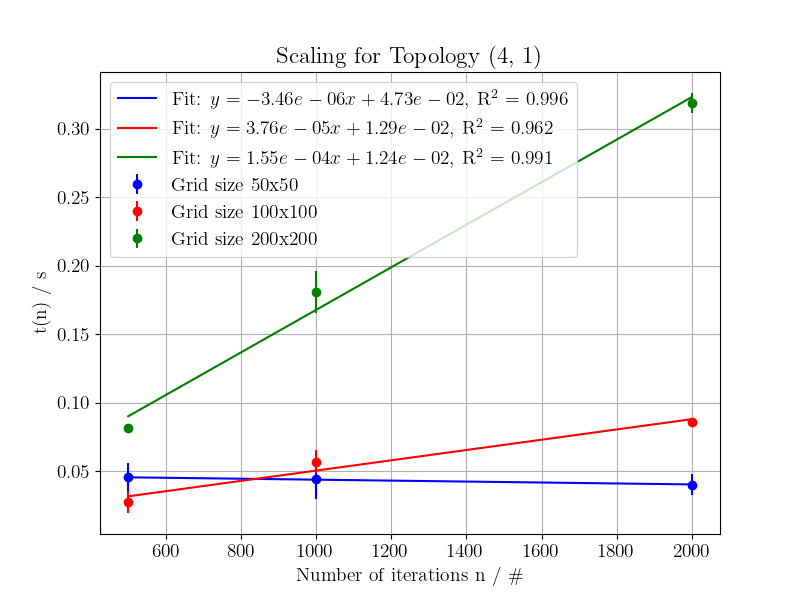 Scaling for Topology (4, 1)
Fit: y = −3.46e − 06x + 4.73e − 02, R² = 0.996
Fit: y = 3.76e − 05x + 1.29e − 02, R² = 0.962
Fit: y = 1.55e − 04x + 1.24e − 02, R² = 0.991
Grid size 50x50
Grid size 100x100
Grid size 200x200
t(n) / s
0.30
0.25
0.20
0.15
0.10
0.05
600 800 1000 1200 1400 1600 1800 2000
Number of iterations n / #